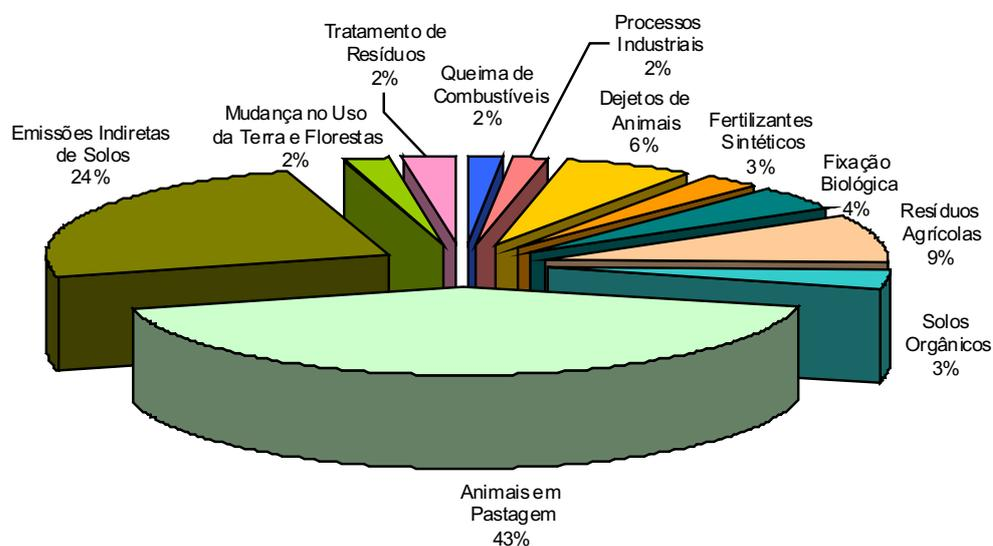 Processos
Industriais
2%
Tratamento de
Resíduos
2%
Queima de
Combustíveis
2%
Dejetos de
Animais
6%
Mudança no Uso
da Terra e Florestas
2%
Fertilizantes
Sintéticos
3%
Emissões Indiretas
de Solos
24%
Fixação
Biológica
4%
Resíduos
Agrícolas
9%
Solos
Orgânicos
3%
Animais em
Pastagem
43%